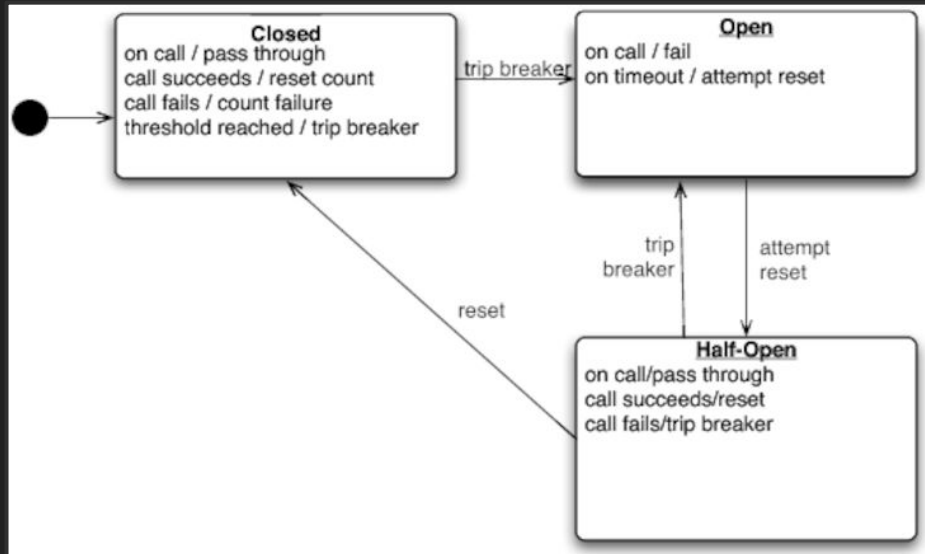 Closed
on call / pass through
call succeeds / reset count
call fails / count failure
threshold reached / trip breaker
trip breaker
Open
on call / fail
on timeout / attempt reset
trip
breaker
attempt
reset
reset
Half-Open
on call/pass through
call succeeds/reset
call fails/trip breaker